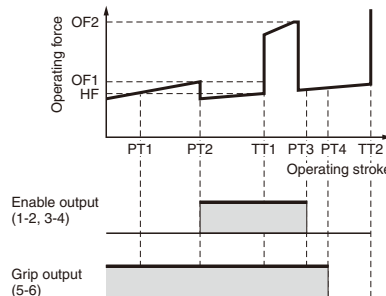 Operating force
OF2
OF1
HF
PT1 PT2 TT1 PT3 PT4 TT2
Operating stroke
Enable output
(1-2, 3-4)
Grip output
(5-6)